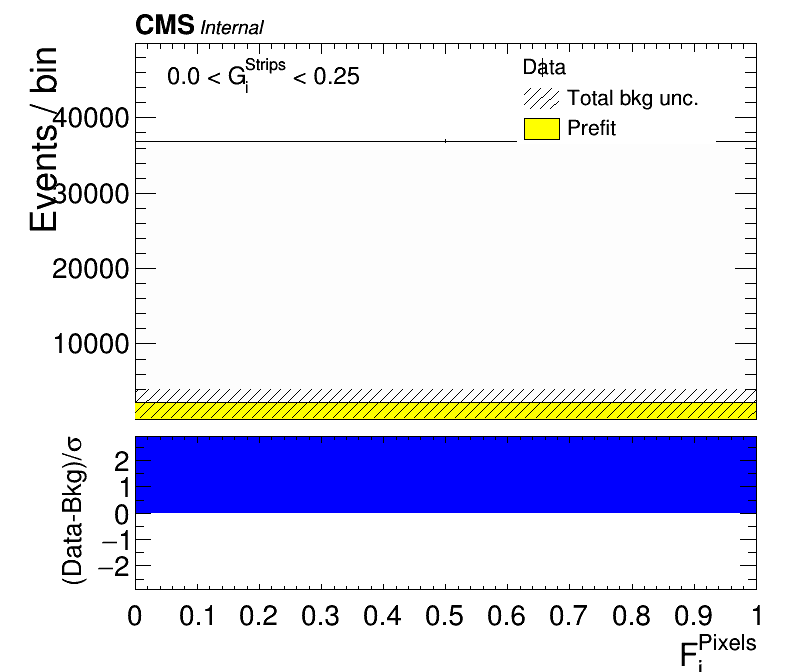 CMS Internal
Events / bin
0.0 < G_i^Strips < 0.25
Data
Total bkg unc.
Prefit
40000
30000
20000
10000
(Data-Bkg)/σ
2
1
0
−1
−2
0 0.1 0.2 0.3 0.4 0.5 0.6 0.7 0.8 0.9 1
F_i^Pixels